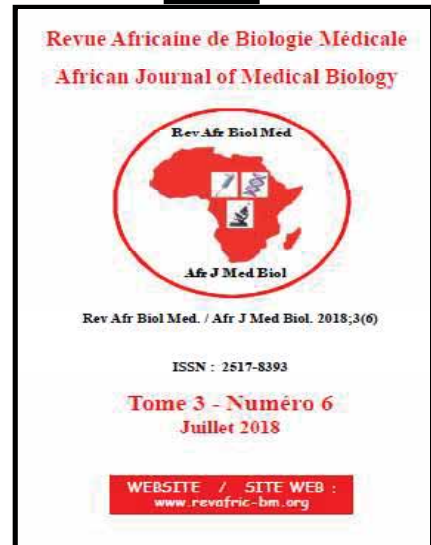 Revue Africaine de Biologie Médicale
African Journal of Medical Biology
Rev Afr Biol Med
Afr J Med Biol
Rev Afr Biol Med. / Afr J Med Biol. 2018;3(6)
ISSN : 2517-8393
Tome 3 - Numéro 6
Juillet 2018
WEBSITE / SITE WEB :
www.revafric-bm.org